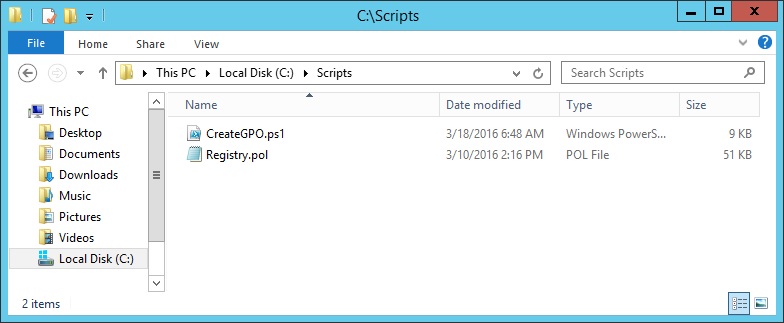 C:\Scripts
File Home Share View
This PC Local Disk (C:) Scripts Search Scripts
Name Date modified Type Size
This PC
Desktop
Documents
Downloads
Music
Pictures
Videos
Local Disk (C:)
CreateGPO.ps1 3/18/2016 6:48 AM Windows PowerS... 9 KB
Registry.pol 3/10/2016 2:16 PM POL File 51 KB
2 items